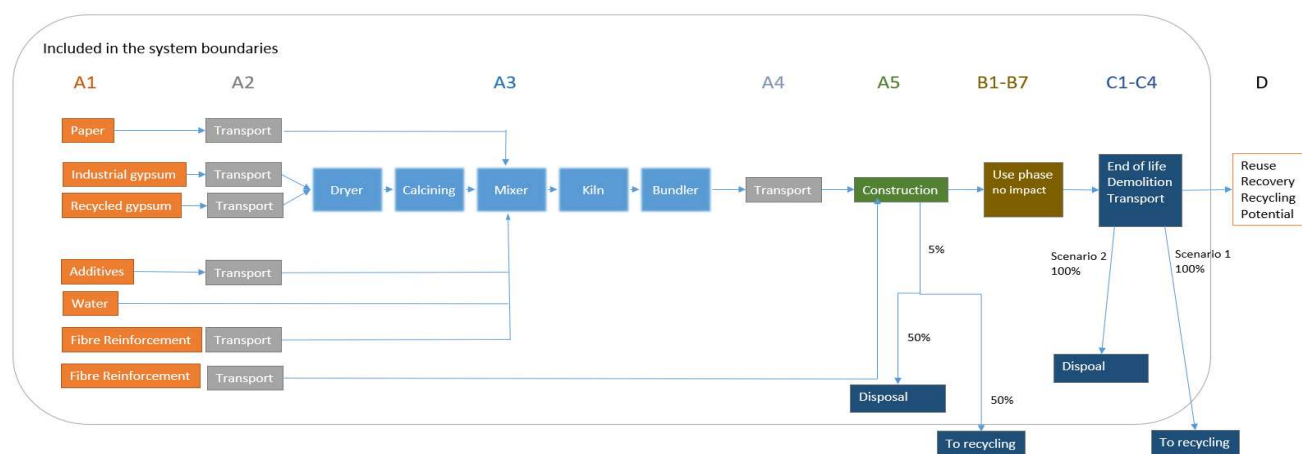 Included in the system boundaries
A1 A2 A3 A4 A5 B1-B7 C1-C4 D
Paper Transport
Industrial gypsum Transport
Recycled gypsum Transport
Dryer Calcining Mixer Kiln Bundler Transport Construction
Use phase
no impact
End of life
Demolition
Transport
Reuse
Recovery
Recycling
Potential
5%
Scenario 2
100%
Scenario 1
100%
Additives Transport
Water
Fibre Reinforcement Transport
50%
Fibre Reinforcement Transport
Dispoal
Disposal
50%
To recycling
To recycling